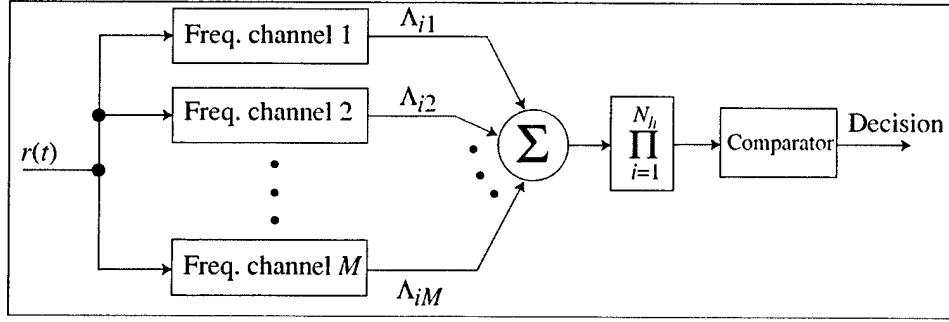 r(t)
Freq. channel 1
Λi1
Freq. channel 2
Λi2
Freq. channel M
ΛiM
Σ
Nh
∏
i=1
Comparator
Decision